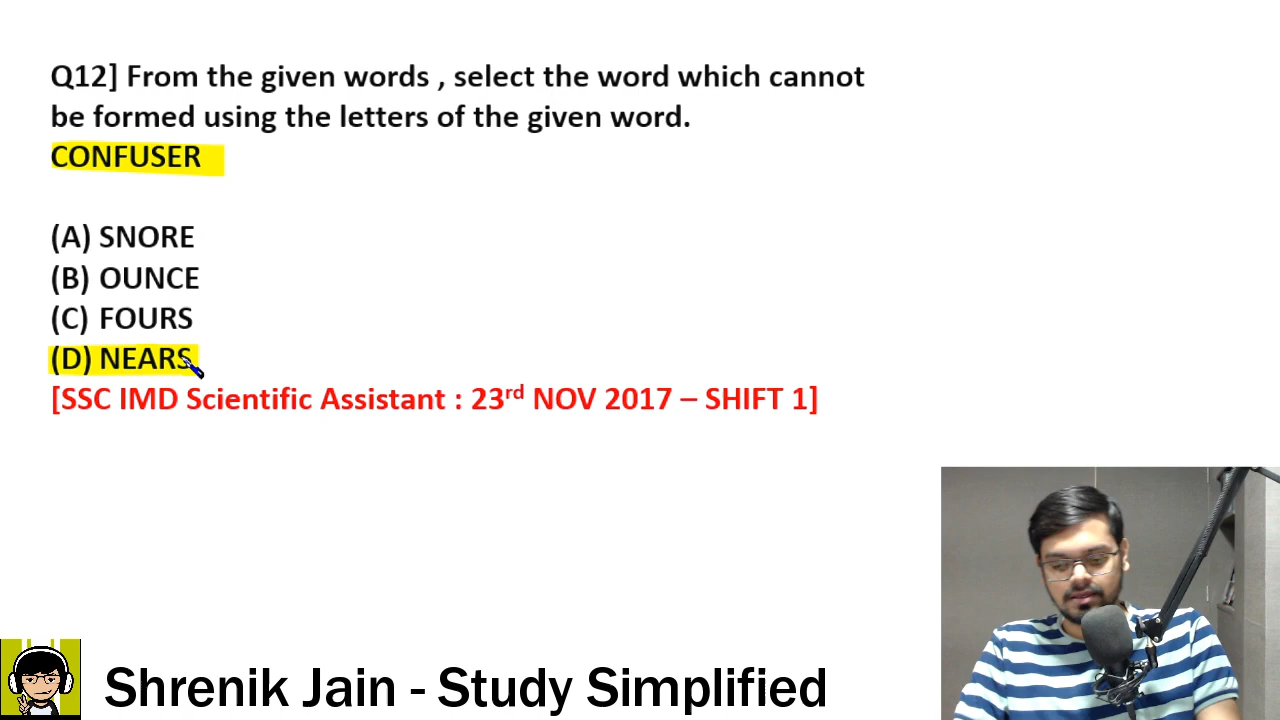 Q12] From the given words , select the word which cannot
be formed using the letters of the given word.
CONFUSER
(A) SNORE
(B) OUNCE
(C) FOURS
(D) NEARS
[SSC IMD Scientific Assistant : 23rd NOV 2017 – SHIFT 1]
Shrenik Jain - Study Simplified